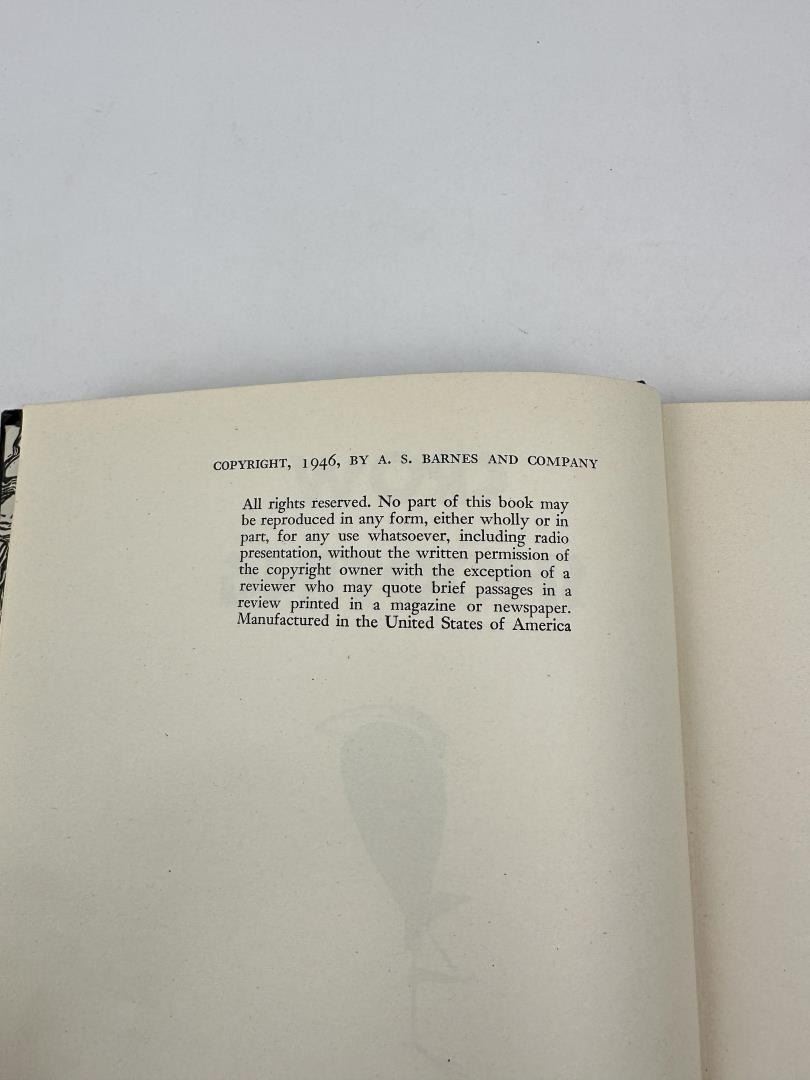 COPYRIGHT, 1946, BY A. S. BARNES AND COMPANY
All rights reserved. No part of this book may
be reproduced in any form, either wholly or in
part, for any use whatsoever, including radio
presentation, without the written permission of
the copyright owner with the exception of a
reviewer who may quote brief passages in a
review printed in a magazine or newspaper.
Manufactured in the United States of America